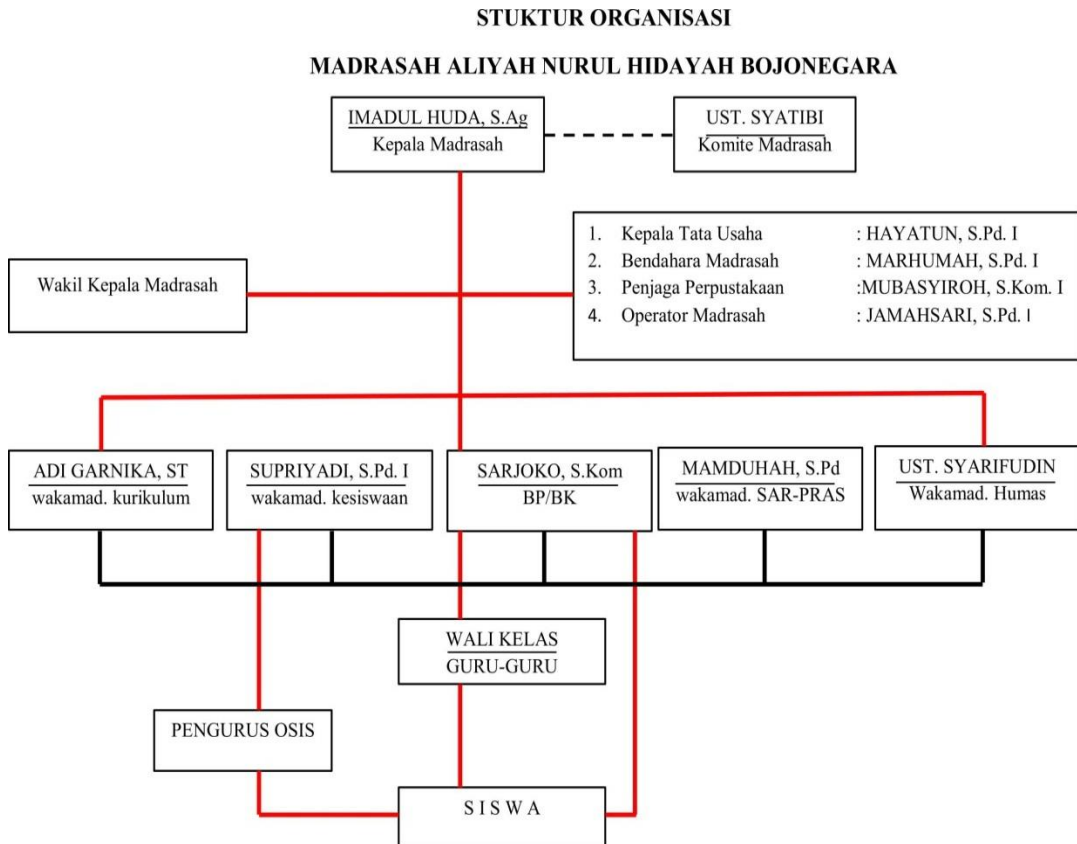 STUKTUR ORGANISASI
MADRASAH ALIYAH NURUL HIDAYAH BOJONEGARA
IMADUL HUDA, S.Ag
Kepala Madrasah
UST. SYATIBI
Komite Madrasah
Wakil Kepala Madrasah
1. Kepala Tata Usaha : HAYATUN, S.Pd. I
2. Bendahara Madrasah : MARHUMAH, S.Pd. I
3. Penjaga Perpustakaan :MUBASYIROH, S.Kom. I
4. Operator Madrasah : JAMAHSARI, S.Pd. I
ADI GARNIKA, ST
wakamad. kurikulum
SUPRIYADI, S.Pd. I
wakamad. kesiswaan
SARJOKO, S.Kom
BP/BK
MAMDUHAH, S.Pd
wakamad. SAR-PRAS
UST. SYARIFUDIN
Wakamad. Humas
WALI KELAS
GURU-GURU
PENGURUS OSIS
S I S W A